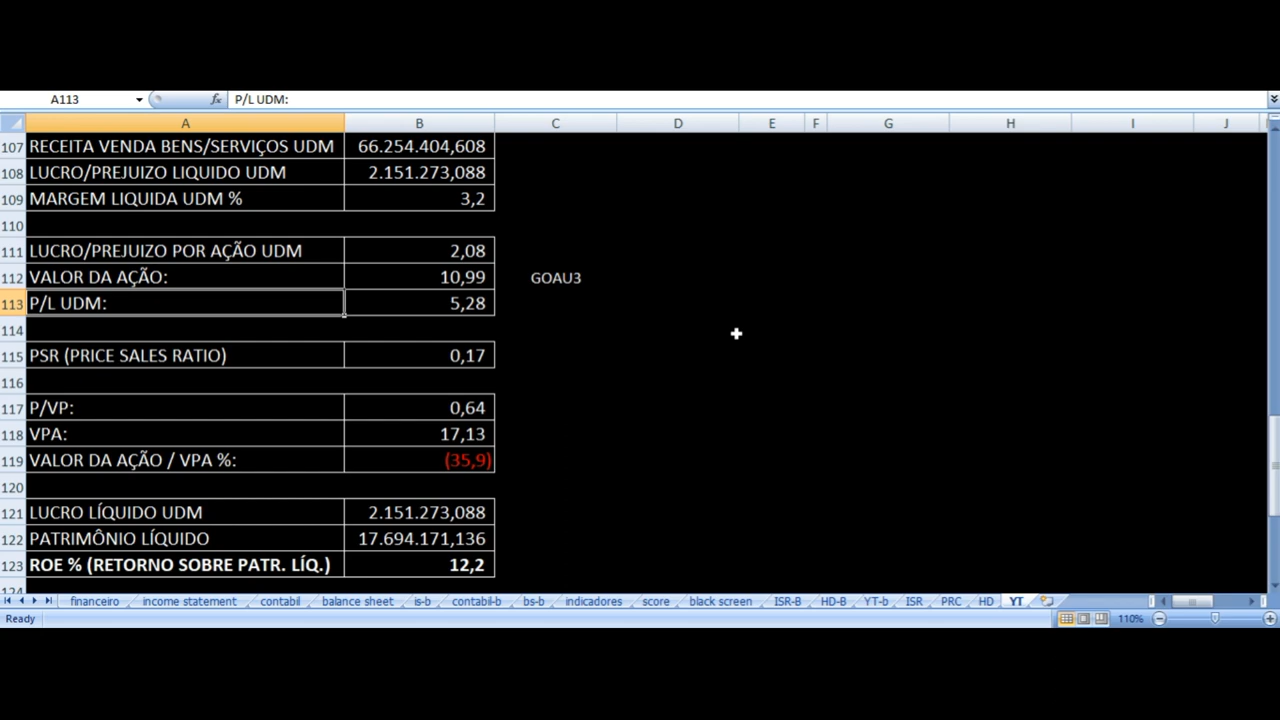 A113 fx P/L UDM:
A B C D E F G H I J
107 RECEITA VENDA BENS/SERVIÇOS UDM 66.254.404,608
108 LUCRO/PREJUIZO LIQUIDO UDM 2.151.273,088
109 MARGEM LIQUIDA UDM % 3,2
110
111 LUCRO/PREJUIZO POR AÇÃO UDM 2,08
112 VALOR DA AÇÃO: 10,99 GOAU3
113 P/L UDM: 5,28
114
115 PSR (PRICE SALES RATIO) 0,17
116
117 P/VP: 0,64
118 VPA: 17,13
119 VALOR DA AÇÃO / VPA %: (35,9)
120
121 LUCRO LÍQUIDO UDM 2.151.273,088
122 PATRIMÔNIO LÍQUIDO 17.694.171,136
123 ROE % (RETORNO SOBRE PATR. LÍQ.) 12,2
124
financeiro income statement contabil balance sheet is-b contabil-b bs-b indicadores score black screen ISR-B HD-B YT-b ISR PRC HD YT
Ready 110%